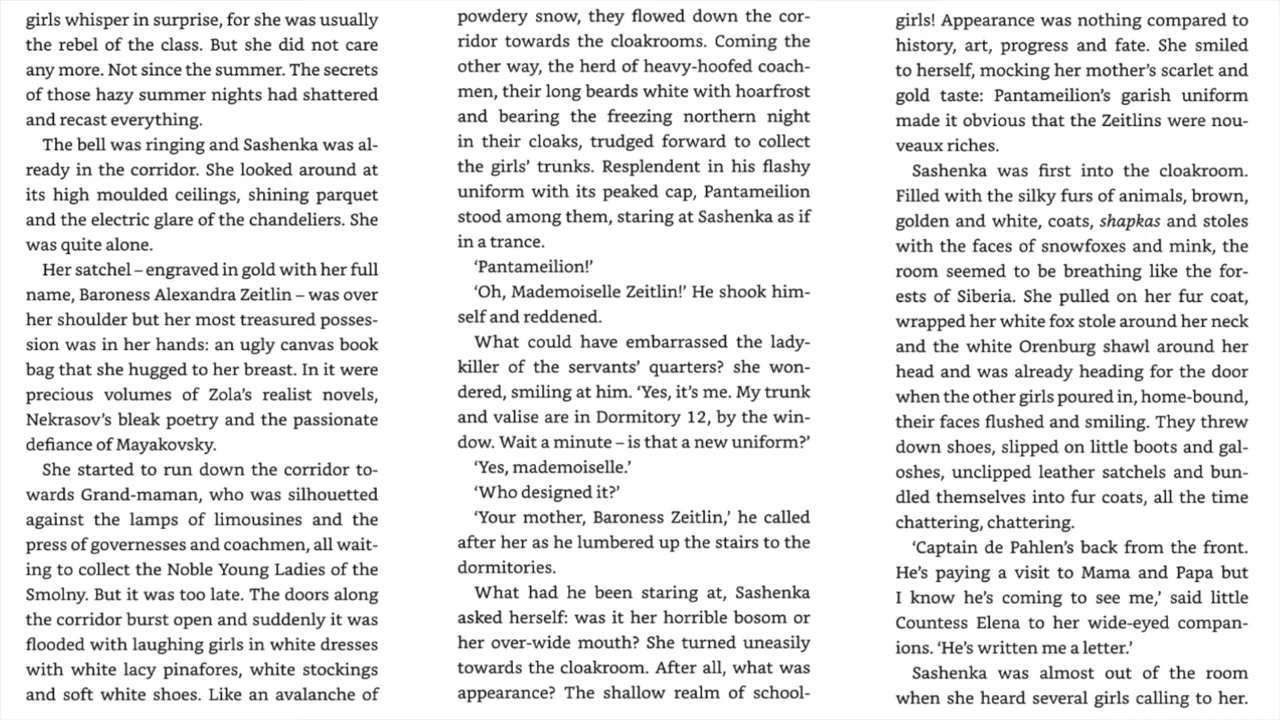 girls whisper in surprise, for she was usually
the rebel of the class. But she did not care
any more. Not since the summer. The secrets
of those hazy summer nights had shattered
and recast everything.
The bell was ringing and Sashenka was al-
ready in the corridor. She looked around at
its high moulded ceilings, shining parquet
and the electric glare of the chandeliers. She
was quite alone.
Her satchel – engraved in gold with her full
name, Baroness Alexandra Zeitlin – was over
her shoulder but her most treasured posses-
sion was in her hands: an ugly canvas book
bag that she hugged to her breast. In it were
precious volumes of Zola's realist novels,
Nekrasov's bleak poetry and the passionate
defiance of Mayakovsky.
She started to run down the corridor to-
wards Grand-maman, who was silhouetted
against the lamps of limousines and the
press of governesses and coachmen, all wait-
ing to collect the Noble Young Ladies of the
Smolny. But it was too late. The doors along
the corridor burst open and suddenly it was
flooded with laughing girls in white dresses
with white lacy pinafores, white stockings
and soft white shoes. Like an avalanche of
powdery snow, they flowed down the cor-
ridor towards the cloakrooms. Coming the
other way, the herd of heavy-hoofed coach-
men, their long beards white with hoarfrost
and bearing the freezing northern night
in their cloaks, trudged forward to collect
the girls' trunks. Resplendent in his flashy
uniform with its peaked cap, Pantameilion
stood among them, staring at Sashenka as if
in a trance.
'Pantameilion!'
'Oh, Mademoiselle Zeitlin!' He shook him-
self and reddened.
What could have embarrassed the lady-
killer of the servants' quarters? she won-
dered, smiling at him. 'Yes, it's me. My trunk
and valise are in Dormitory 12, by the win-
dow. Wait a minute – is that a new uniform?'
'Yes, mademoiselle.'
'Who designed it?'
'Your mother, Baroness Zeitlin,' he called
after her as he lumbered up the stairs to the
dormitories.
What had he been staring at, Sashenka
asked herself: was it her horrible bosom or
her over-wide mouth? She turned uneasily
towards the cloakroom. After all, what was
appearance? The shallow realm of school-
girls! Appearance was nothing compared to
history, art, progress and fate. She smiled
to herself, mocking her mother's scarlet and
gold taste: Pantameilion's garish uniform
made it obvious that the Zeitlins were nou-
veaux riches.
Sashenka was first into the cloakroom.
Filled with the silky furs of animals, brown,
golden and white, coats, shapkas and stoles
with the faces of snowfoxes and mink, the
room seemed to be breathing like the for-
ests of Siberia. She pulled on her fur coat,
wrapped her white fox stole around her neck
and the white Orenburg shawl around her
head and was already heading for the door
when the other girls poured in, home-bound,
their faces flushed and smiling. They threw
down shoes, slipped on little boots and gal-
oshes, unclipped leather satchels and bun-
dled themselves into fur coats, all the time
chattering, chattering.
'Captain de Pahlen's back from the front.
He's paying a visit to Mama and Papa but
I know he's coming to see me,' said little
Countess Elena to her wide-eyed compan-
ions. 'He's written me a letter.'
Sashenka was almost out of the room
when she heard several girls calling to her.